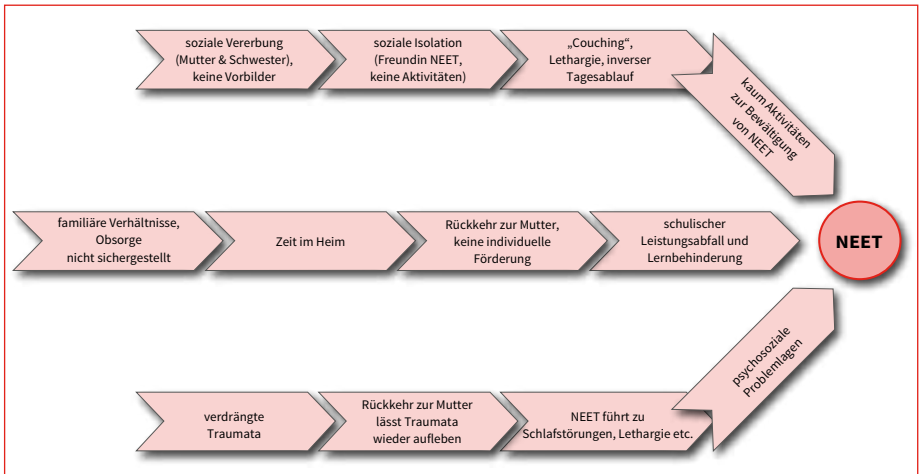 soziale Vererbung
(Mutter & Schwester),
keine Vorbilder
soziale Isolation
(Freundin NEET,
keine Aktivitäten)
„Couching“,
Lethargie, inverser
Tagesablauf
kaum Aktivitäten
zur Bewältigung
von NEET
familiäre Verhältnisse,
Obsorge
nicht sichergestellt
Zeit im Heim
Rückkehr zur Mutter,
keine individuelle
Förderung
schulischer
Leistungsabfall und
Lernbehinderung
NEET
verdrängte
Traumata
Rückkehr zur Mutter
lässt Traumata
wieder aufleben
NEET führt zu
Schlafstörungen, Lethargie etc.
psychosoziale
Problemlagen